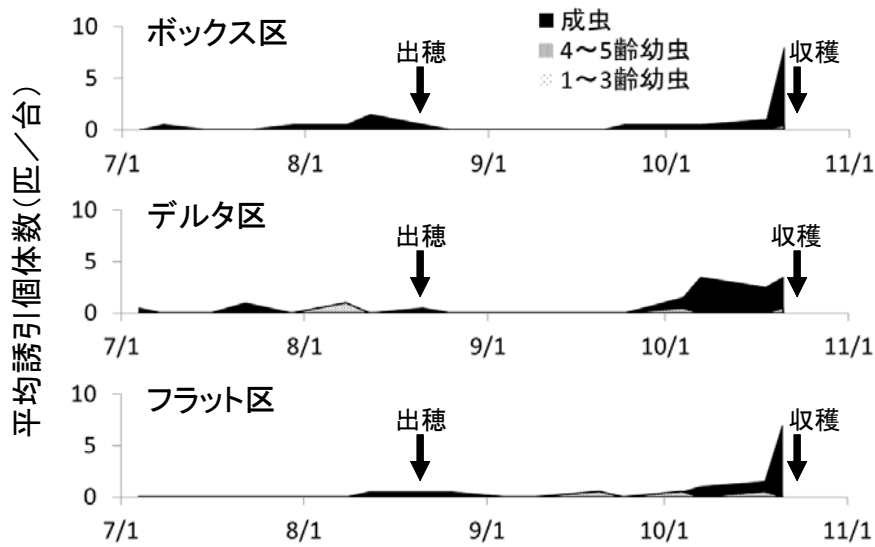 平均誘引個体数(匹／台)
ボックス区
■成虫
4～5齢幼虫
1～3齢幼虫
出穂
収穫
10
5
0
7/1 8/1 9/1 10/1 11/1
デルタ区
出穂
収穫
10
5
0
7/1 8/1 9/1 10/1 11/1
フラット区
出穂
収穫
10
5
0
7/1 8/1 9/1 10/1 11/1